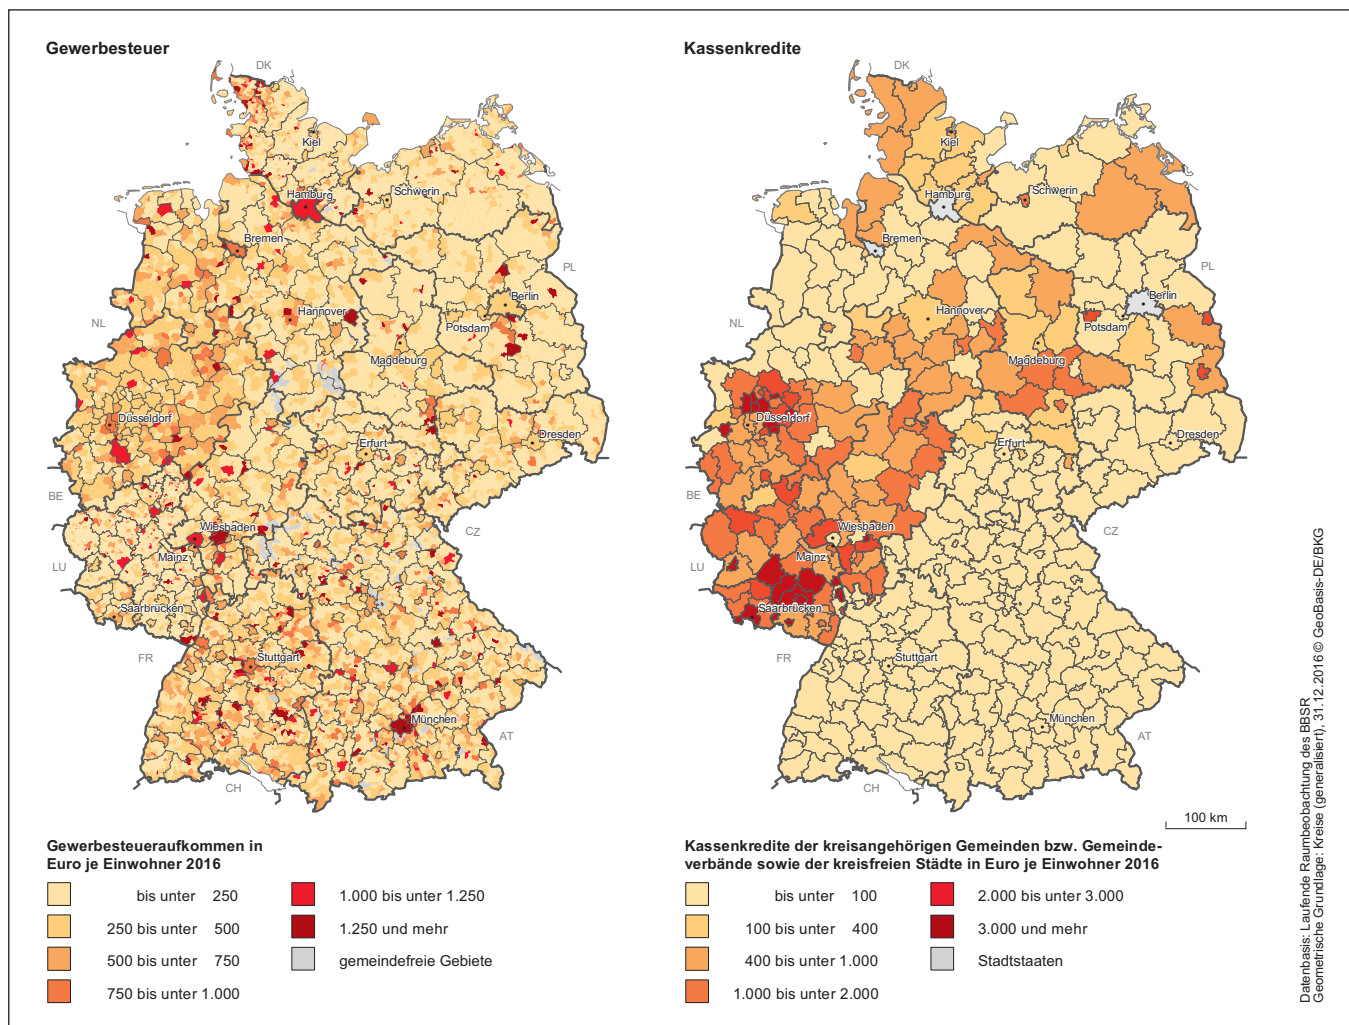 Gewerbesteuer
DK
Kiel
Hamburg
Schwerin
Bremen
PL
Berlin
NL
Hannover
Potsdam
Magdeburg
Düsseldorf
Erfurt
Dresden
BE
Wiesbaden
CZ
Mainz
LU
Saarbrücken
FR
Stuttgart
München
AT
CH
Kassenkredite
DK
Kiel
Hamburg
Schwerin
Bremen
PL
Berlin
NL
Hannover
Potsdam
Magdeburg
Düsseldorf
Erfurt
Dresden
BE
Wiesbaden
CZ
Mainz
LU
Saarbrücken
FR
Stuttgart
München
AT
CH
100 km
Gewerbesteueraufkommen in
Euro je Einwohner 2016
bis unter 250
250 bis unter 500
500 bis unter 750
750 bis unter 1.000
1.000 bis unter 1.250
1.250 und mehr
gemeindefreie Gebiete
Kassenkredite der kreisangehörigen Gemeinden bzw. Gemeinde-
verbände sowie der kreisfreien Städte in Euro je Einwohner 2016
bis unter 100
100 bis unter 400
400 bis unter 1.000
1.000 bis unter 2.000
2.000 bis unter 3.000
3.000 und mehr
Stadtstaaten
Datenbasis: Laufende Raumbeobachtung des BBSR
Geometrische Grundlage: Kreise (generalisiert), 31.12.2016 © GeoBasis-DE/BKG